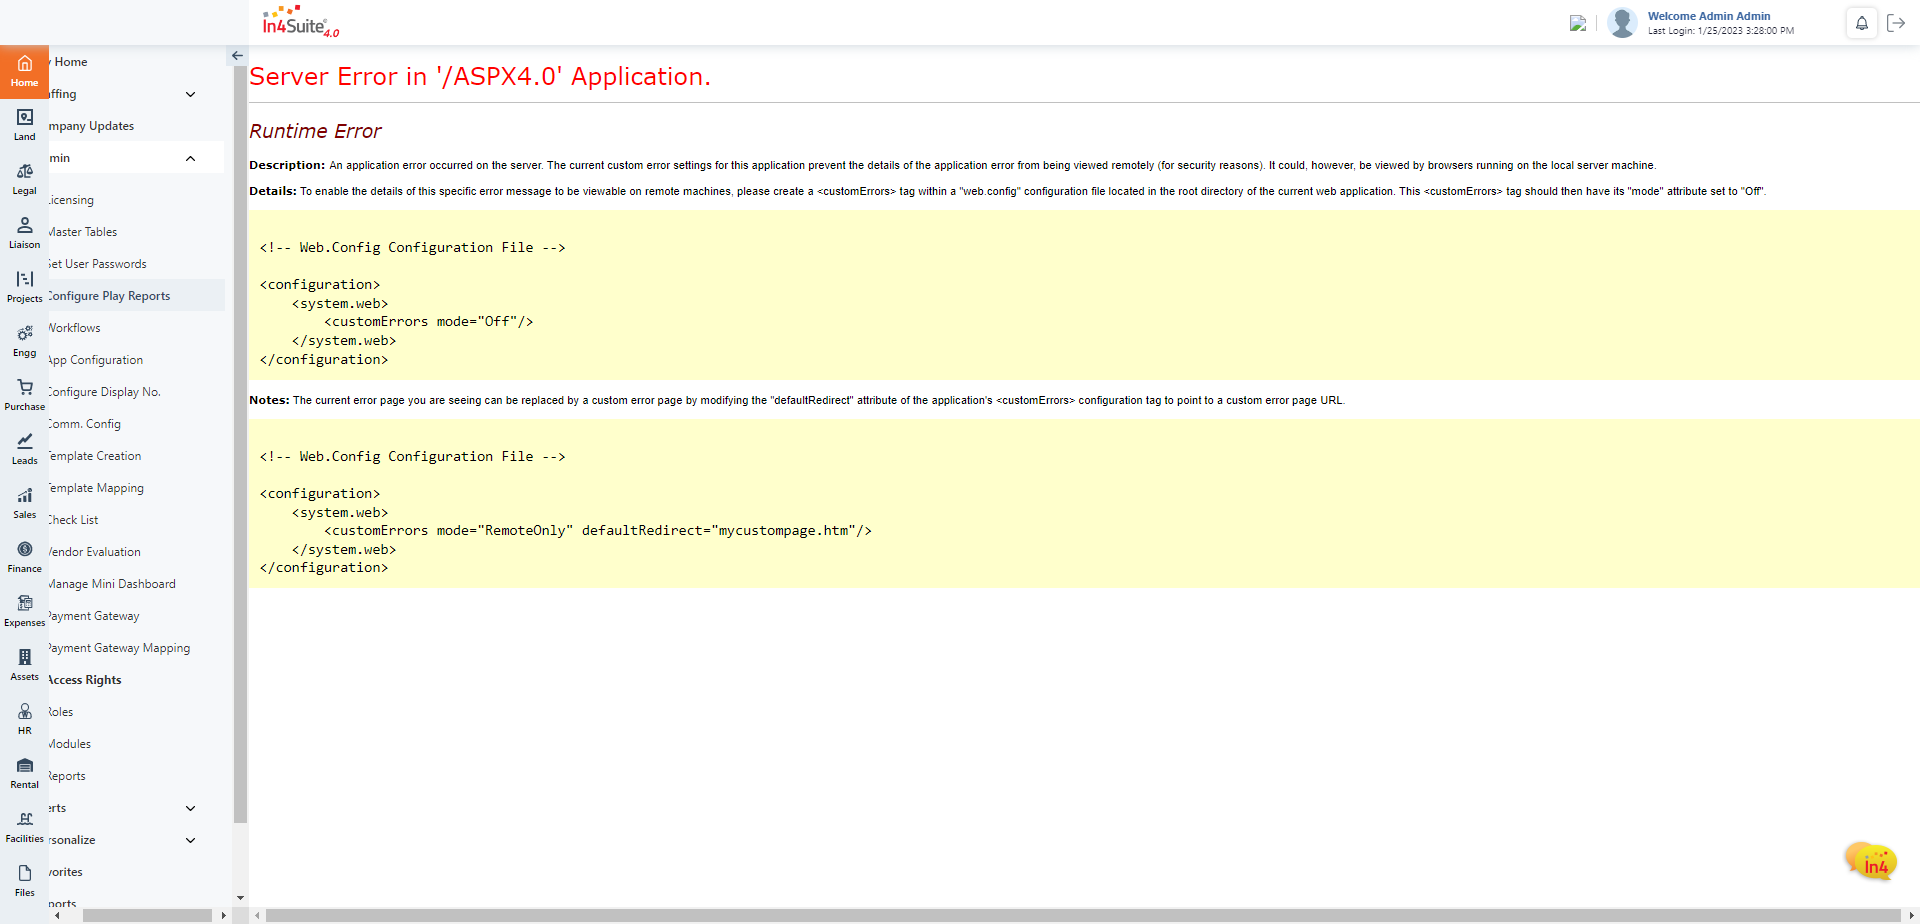 In4Suite® 4.0
Welcome Admin Admin
Last Login: 1/25/2023 3:28:00 PM
Home
Land
Legal
Liaison
Projects
Engg
Purchase
Leads
Sales
Finance
Expenses
Assets
HR
Rental
Facilities
Files
Home
ffing
mpany Updates
min
icensing
Master Tables
Set User Passwords
Configure Play Reports
Workflows
App Configuration
Configure Display No.
Comm. Config
Template Creation
Template Mapping
Check List
Vendor Evaluation
Manage Mini Dashboard
Payment Gateway
Payment Gateway Mapping
Access Rights
Roles
Modules
Reports
erts
rsonalize
vorites
ports
Server Error in '/ASPX4.0' Application.
Runtime Error
Description: An application error occurred on the server. The current custom error settings for this application prevent the details of the application error from being viewed remotely (for security reasons). It could, however, be viewed by browsers running on the local server machine.
Details: To enable the details of this specific error message to be viewable on remote machines, please create a <customErrors> tag within a "web.config" configuration file located in the root directory of the current web application. This <customErrors> tag should then have its "mode" attribute set to "Off".
<!-- Web.Config Configuration File -->
<configuration>
<system.web>
<customErrors mode="Off"/>
</system.web>
</configuration>
Notes: The current error page you are seeing can be replaced by a custom error page by modifying the "defaultRedirect" attribute of the application's <customErrors> configuration tag to point to a custom error page URL.
<!-- Web.Config Configuration File -->
<configuration>
<system.web>
<customErrors mode="RemoteOnly" defaultRedirect="mycustompage.htm"/>
</system.web>
</configuration>
in4